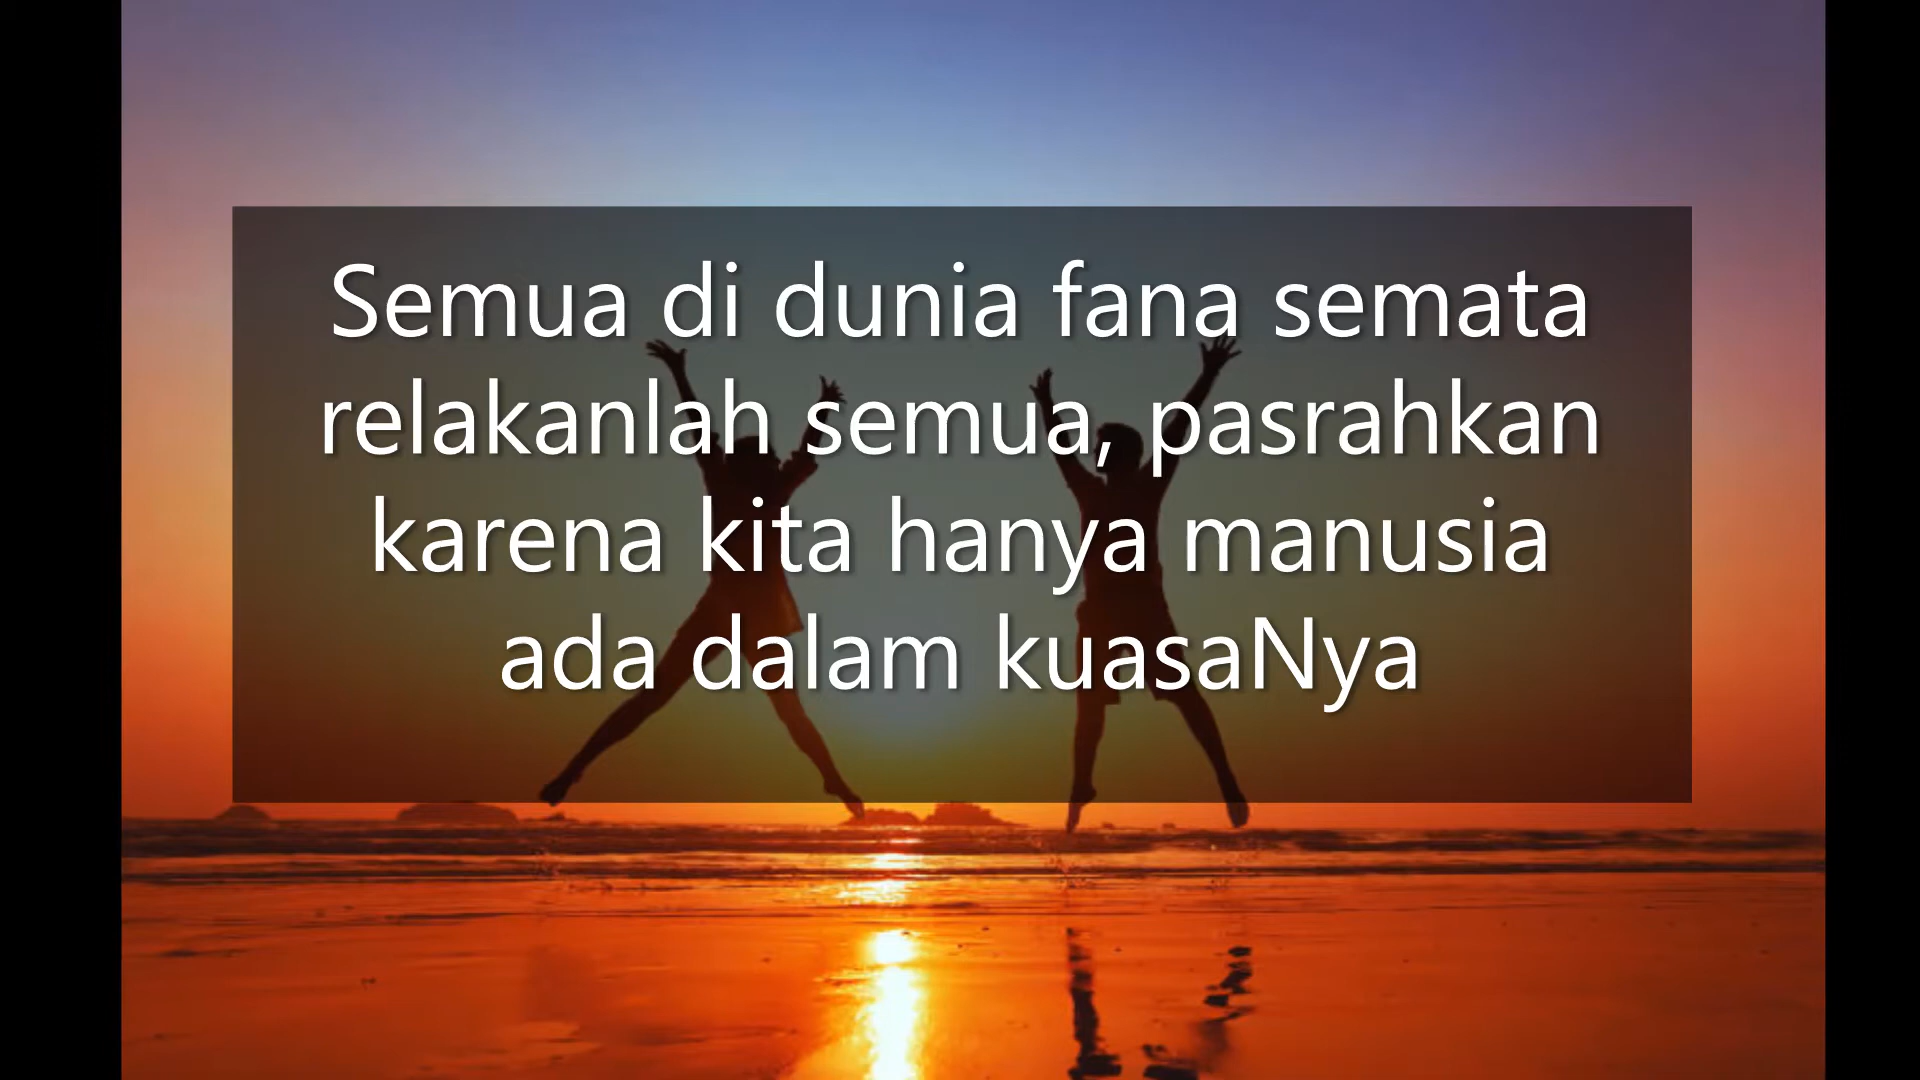 Semua di dunia fana semata
relakanlah semua, pasrahkan
karena kita hanya manusia
ada dalam kuasaNya